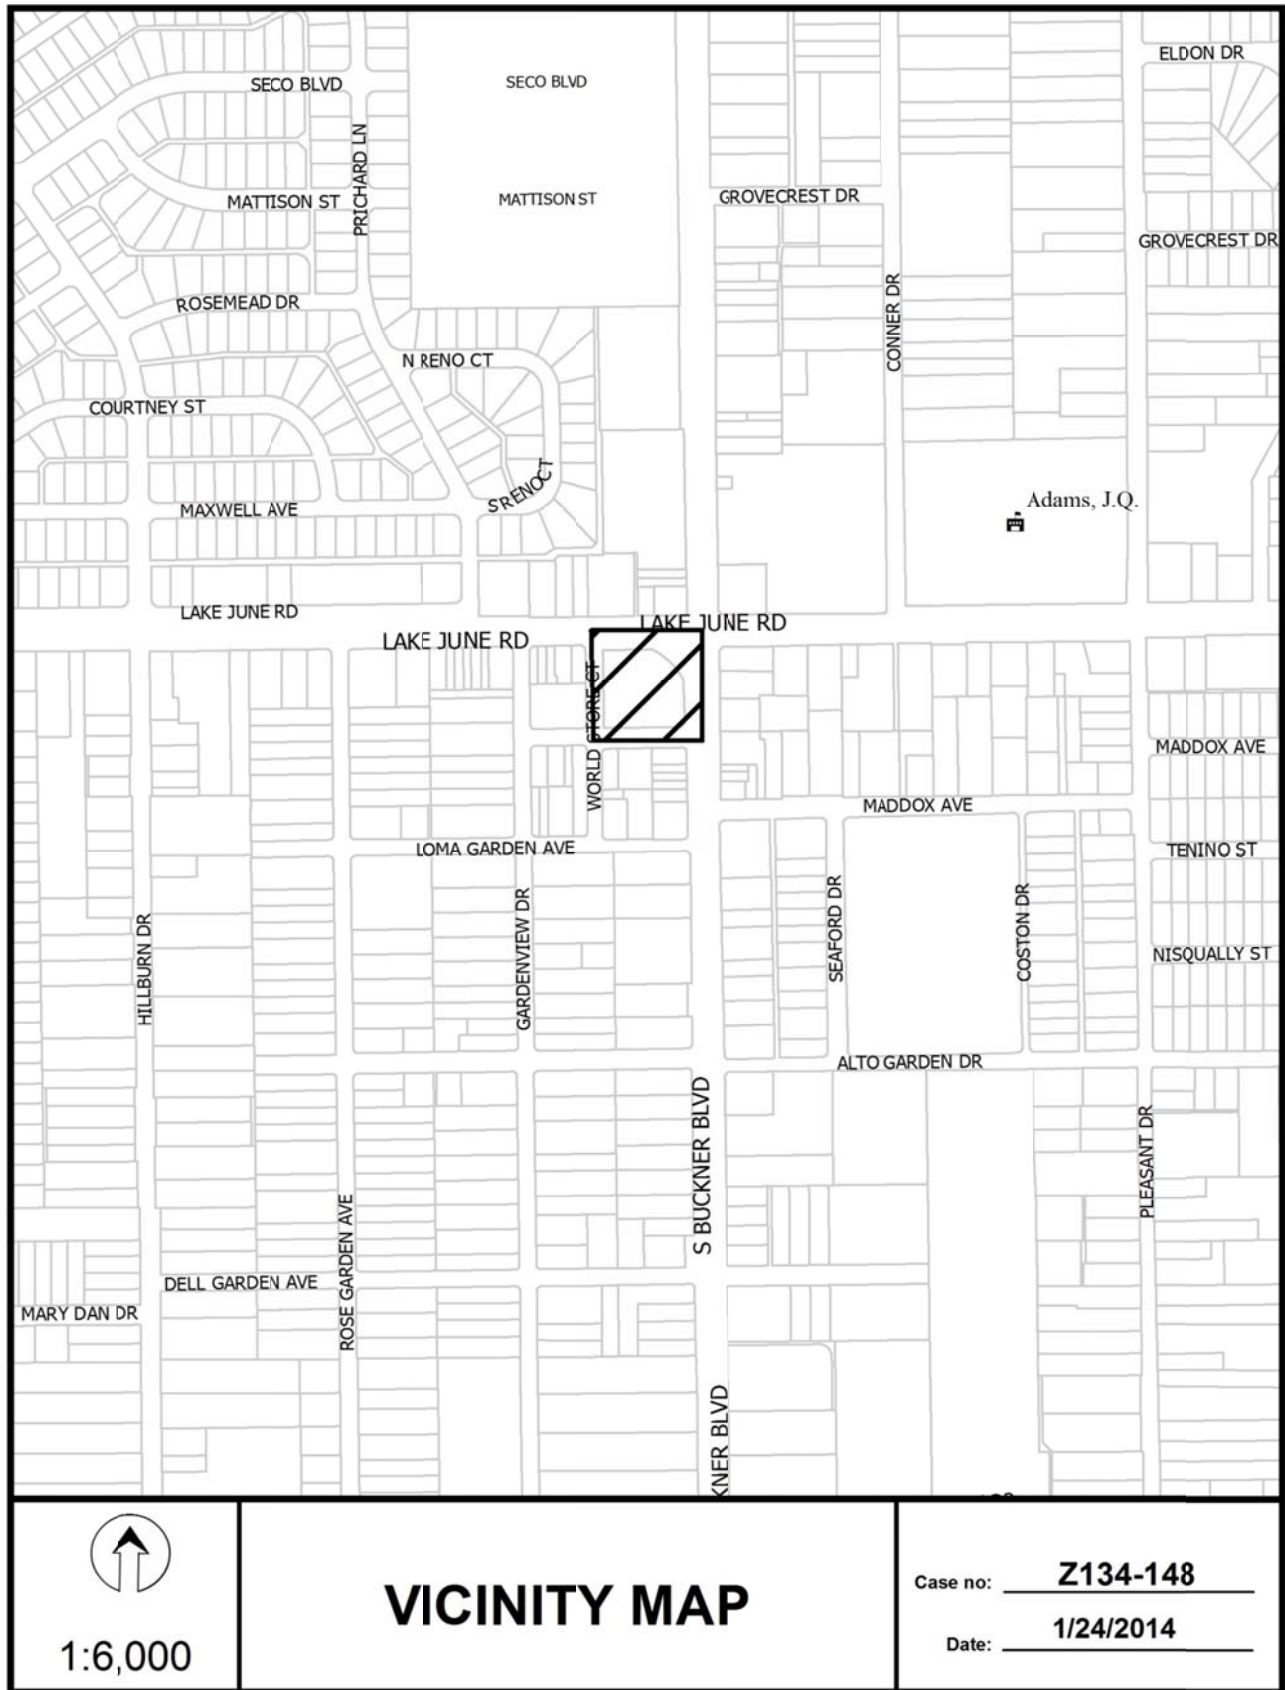 ELDON DR
SECO BLVD
SECO BLVD
PRICHARD LN
MATTISON ST
MATTISON ST
GROVECREST DR
GROVECREST DR
ROSEMEAD DR
CONNER DR
N RENO CT
COURTNEY ST
S RENO CT
MAXWELL AVE
Adams, J.Q.
LAKE JUNE RD
LAKE JUNE RD
LAKE JUNE RD
WORLD STORE CT
MADDOX AVE
MADDOX AVE
LOMA GARDEN AVE
TENINO ST
HILLBURN DR
GARDENVIEW DR
SEAFORD DR
COSTON DR
NISQUALLY ST
ALTO GARDEN DR
S BUCKNER BLVD
PLEASANT DR
ROSE GARDEN AVE
DELL GARDEN AVE
MARY DAN DR
KNER BLVD
1:6,000
VICINITY MAP
Case no: Z134-148
Date: 1/24/2014